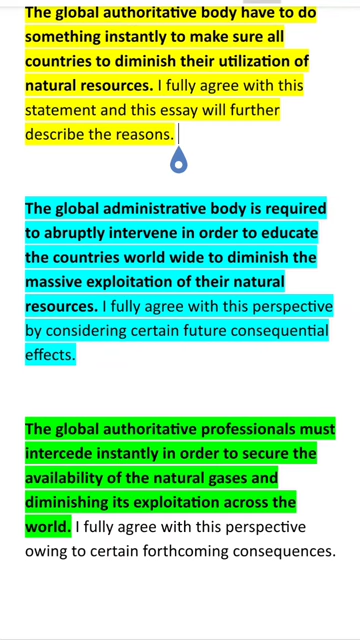 The global authoritative body have to do
something instantly to make sure all
countries to diminish their utilization of
natural resources. I fully agree with this
statement and this essay will further
describe the reasons.
The global administrative body is required
to abruptly intervene in order to educate
the countries world wide to diminish the
massive exploitation of their natural
resources. I fully agree with this perspective
by considering certain future consequential
effects.
The global authoritative professionals must
intercede instantly in order to secure the
availability of the natural gases and
diminishing its exploitation across the
world. I fully agree with this perspective
owing to certain forthcoming consequences.